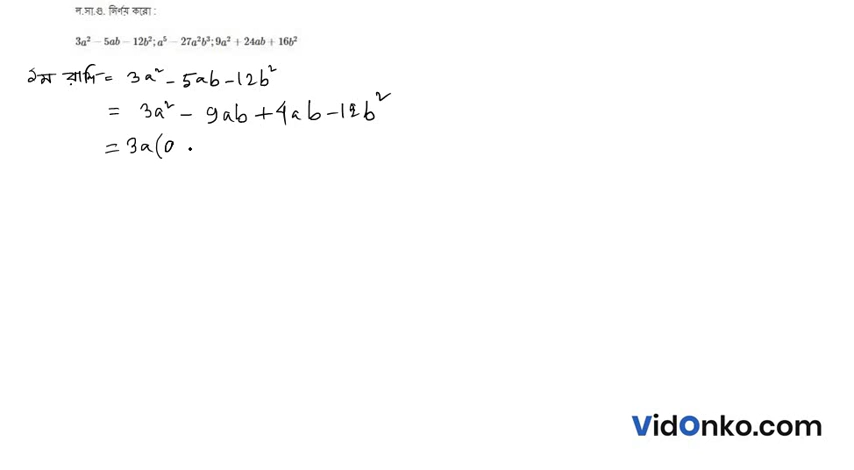 ল.সা.গু. নির্ণয় করো :
3a² − 5ab − 12b²; a⁵ − 27a²b³; 9a² + 24ab + 16b²
১ম রাশি = 3a² - 5ab - 12b²
= 3a² - 9ab + 4ab - 12b²
= 3a(a
VidOnko.com